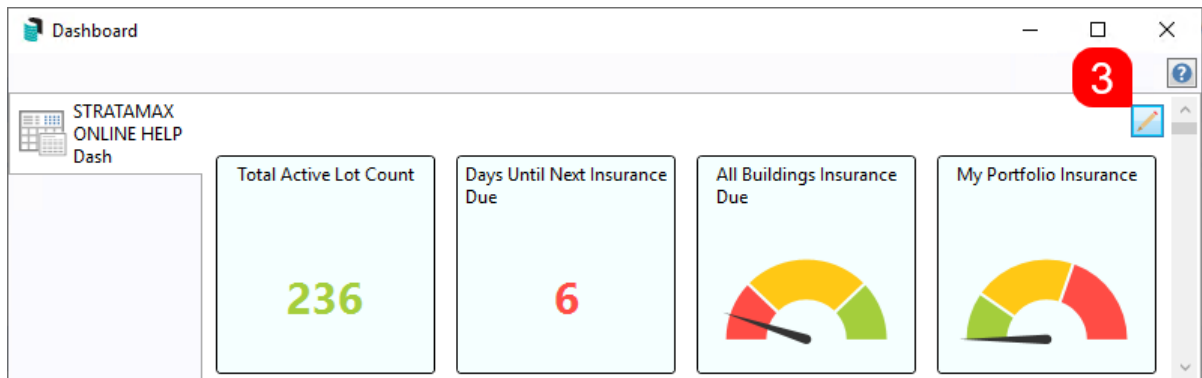 Dashboard
3
?
STRATAMAX
ONLINE HELP
Dash
Total Active Lot Count
236
Days Until Next Insurance
Due
6
All Buildings Insurance
Due
My Portfolio Insurance